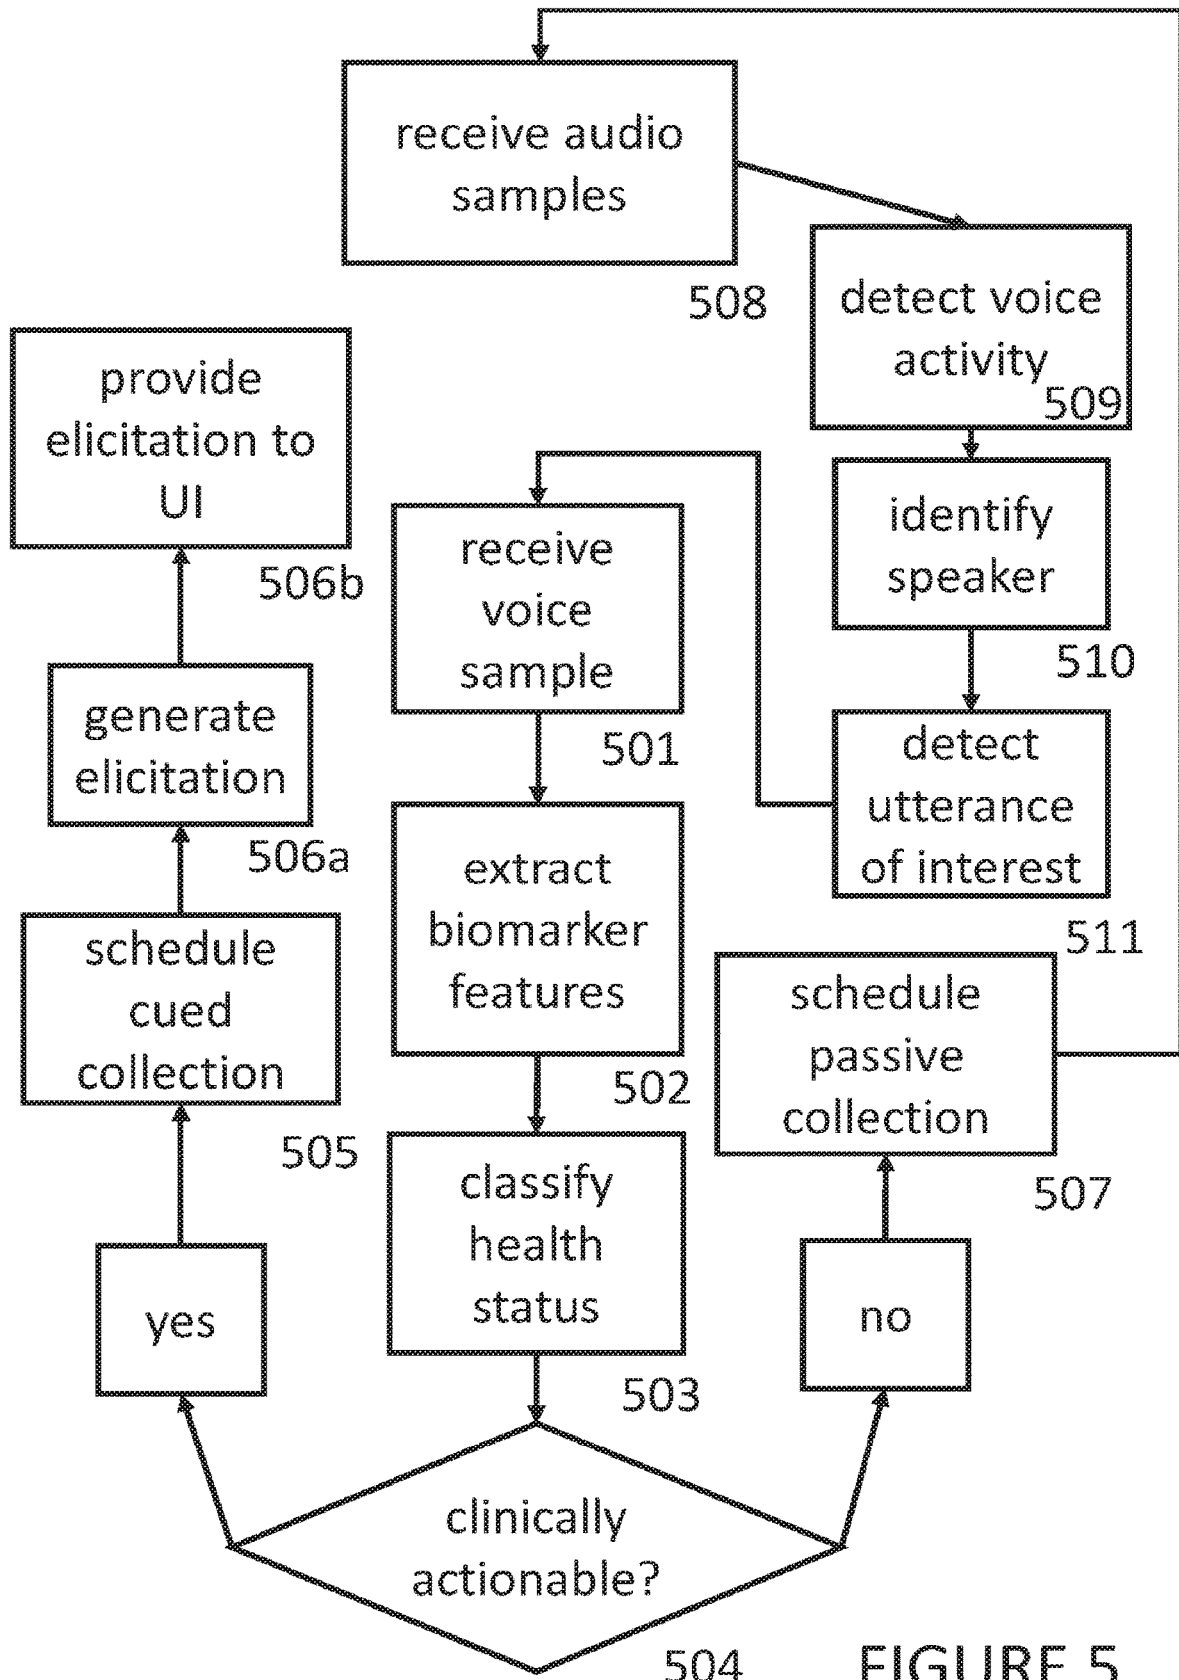 receive audio
samples
508
detect voice
activity
509
provide
elicitation to
UI
506b
identify
speaker
510
receive
voice
sample
501
generate
elicitation
506a
detect
utterance
of interest
511
extract
biomarker
features
502
schedule
cued
collection
505
schedule
passive
collection
507
classify
health
status
503
yes
no
clinically
actionable?
504
FIGURE 5